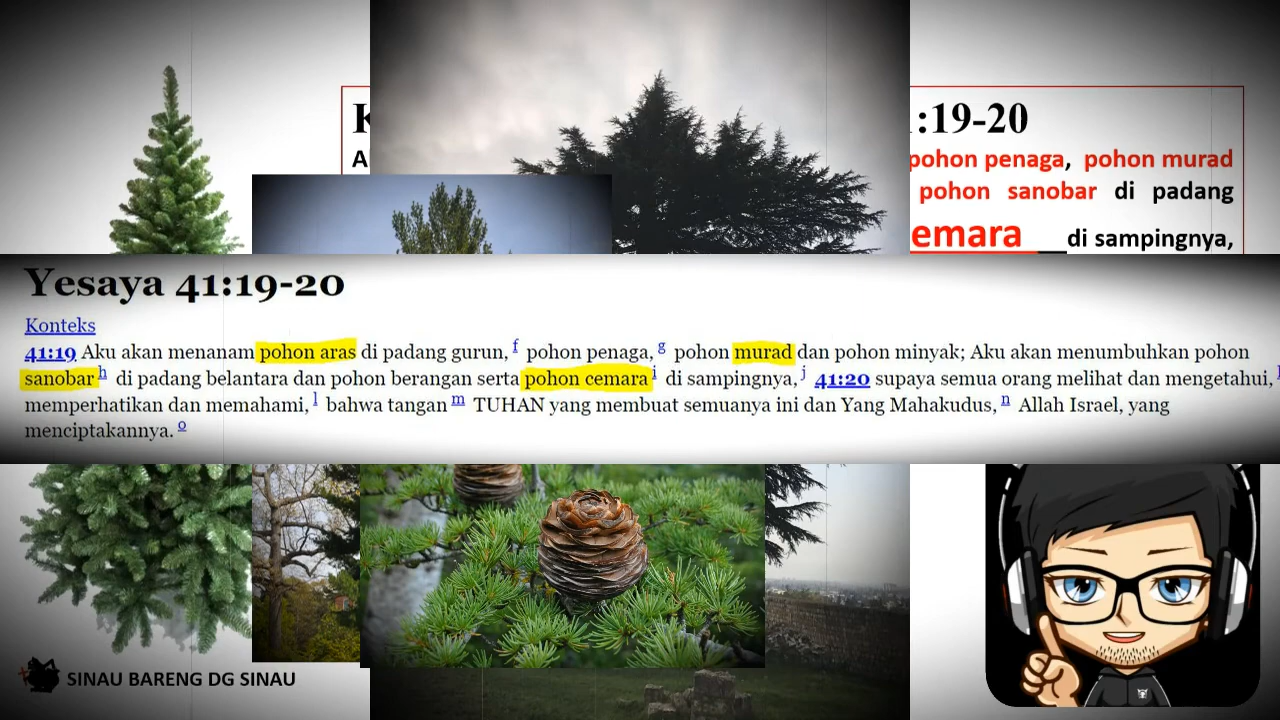 :19-20
pohon penaga, pohon murad
pohon sanobar di padang
emara di sampingnya,
Yesaya 41:19-20
Konteks
41:19 Aku akan menanam pohon aras di padang gurun, f pohon penaga, g pohon murad dan pohon minyak; Aku akan menumbuhkan pohon
sanobar h di padang belantara dan pohon berangan serta pohon cemara i di sampingnya, j 41:20 supaya semua orang melihat dan mengetahui, l
memperhatikan dan memahami, l bahwa tangan m TUHAN yang membuat semuanya ini dan Yang Mahakudus, n Allah Israel, yang
menciptakannya. o
SINAU BARENG DG SINAU